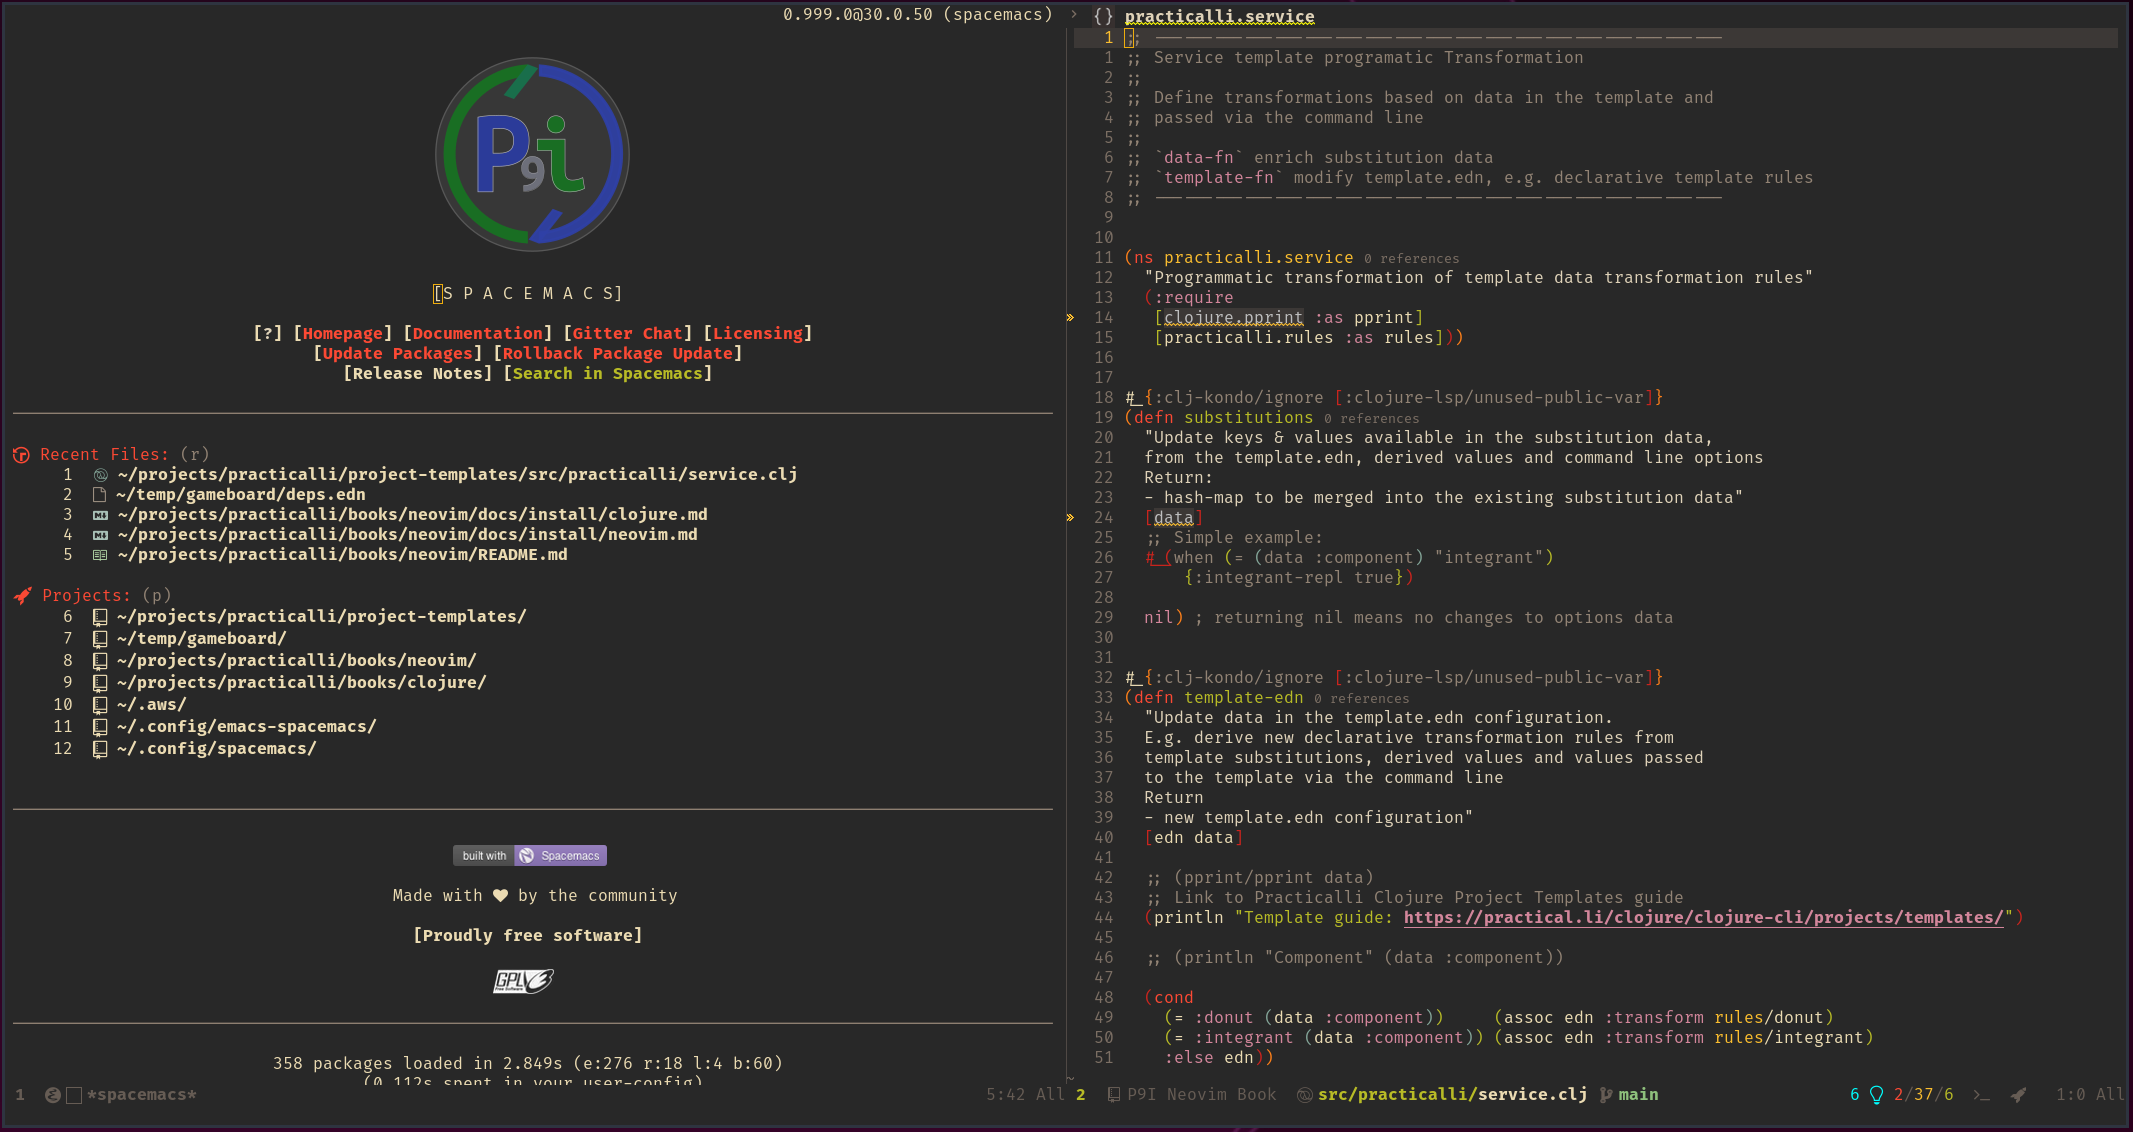 0.999.0@30.0.50 (spacemacs)
P9i
[S P A C E M A C S]
[?] [Homepage] [Documentation] [Gitter Chat] [Licensing]
[Update Packages] [Rollback Package Update]
[Release Notes] [Search in Spacemacs]
Recent Files: (r)
1 ~/projects/practicalli/project-templates/src/practicalli/service.clj
2 ~/temp/gameboard/deps.edn
3 ~/projects/practicalli/books/neovim/docs/install/clojure.md
4 ~/projects/practicalli/books/neovim/docs/install/neovim.md
5 ~/projects/practicalli/books/neovim/README.md
Projects: (p)
6 ~/projects/practicalli/project-templates/
7 ~/temp/gameboard/
8 ~/projects/practicalli/books/neovim/
9 ~/projects/practicalli/books/clojure/
10 ~/.aws/
11 ~/.config/emacs-spacemacs/
12 ~/.config/spacemacs/
built with Spacemacs
Made with ♥ by the community
[Proudly free software]
GPLv3
Free Software
358 packages loaded in 2.849s (e:276 r:18 l:4 b:60)
(0.112s spent in your user-config)
1 *spacemacs* 5:42 All
{} practicalli.service
1 ;; ---------------------------------------------------------
1 ;; Service template programatic Transformation
2 ;;
3 ;; Define transformations based on data in the template and
4 ;; passed via the command line
5 ;;
6 ;; `data-fn` enrich substitution data
7 ;; `template-fn` modify template.edn, e.g. declarative template rules
8 ;; ---------------------------------------------------------
9
10
11 (ns practicalli.service 0 references
12 "Programmatic transformation of template data transformation rules"
13 (:require
14 [clojure.pprint :as pprint]
15 [practicalli.rules :as rules]))
16
17
18 #_{:clj-kondo/ignore [:clojure-lsp/unused-public-var]}
19 (defn substitutions 0 references
20 "Update keys & values available in the substitution data,
21 from the template.edn, derived values and command line options
22 Return:
23 - hash-map to be merged into the existing substitution data"
24 [data]
25 ;; Simple example:
26 #_(when (= (data :component) "integrant")
27 {:integrant-repl true})
28
29 nil) ; returning nil means no changes to options data
30
31
32 #_{:clj-kondo/ignore [:clojure-lsp/unused-public-var]}
33 (defn template-edn 0 references
34 "Update data in the template.edn configuration.
35 E.g. derive new declarative transformation rules from
36 template substitutions, derived values and values passed
37 to the template via the command line
38 Return
39 - new template.edn configuration"
40 [edn data]
41
42 ;; (pprint/pprint data)
43 ;; Link to Practicalli Clojure Project Templates guide
44 (println "Template guide: https://practical.li/clojure/clojure-cli/projects/templates/")
45
46 ;; (println "Component" (data :component))
47
48 (cond
49 (= :donut (data :component)) (assoc edn :transform rules/donut)
50 (= :integrant (data :component)) (assoc edn :transform rules/integrant)
51 :else edn))
2 P9I Neovim Book src/practicalli/service.clj main 6 2/37/6 1:0 All